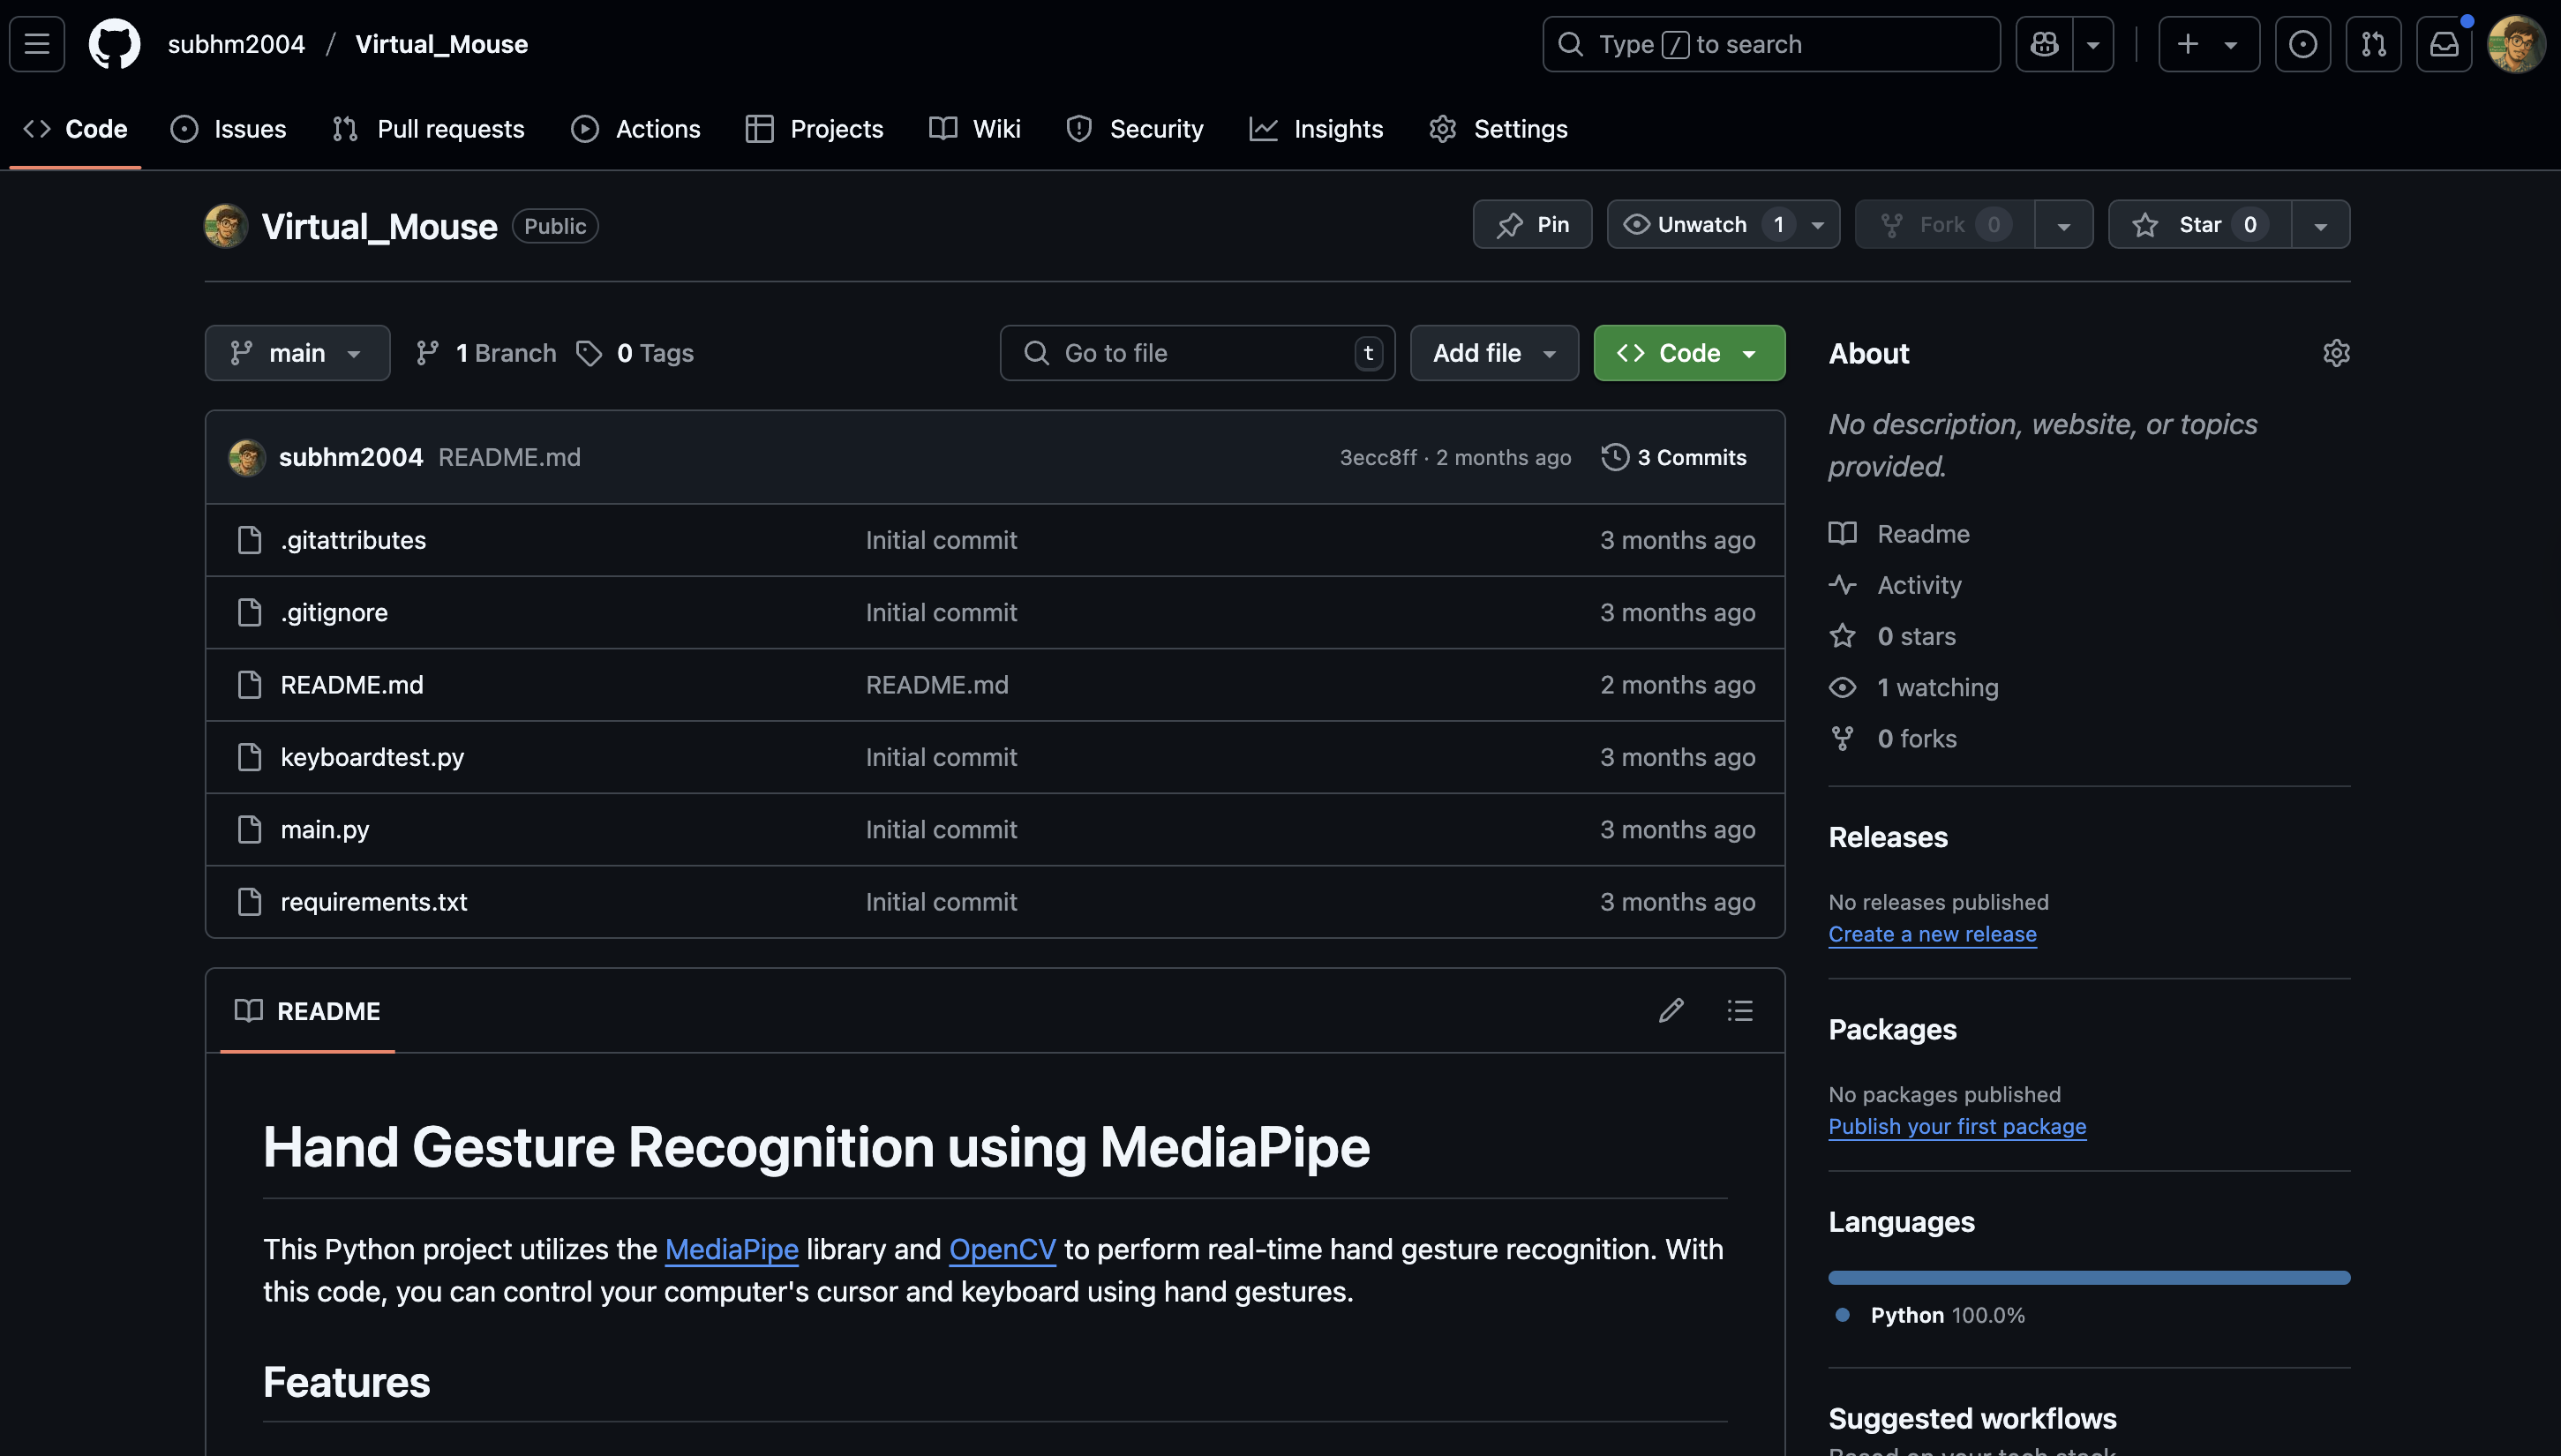 subhm2004 / Virtual_Mouse
Type / to search
Code
Issues
Pull requests
Actions
Projects
Wiki
Security
Insights
Settings
Virtual_Mouse Public
Pin
Unwatch 1
Fork 0
Star 0
main
1 Branch
0 Tags
Go to file t
Add file
Code
subhm2004 README.md 3ecc8ff · 2 months ago 3 Commits
.gitattributes Initial commit 3 months ago
.gitignore Initial commit 3 months ago
README.md README.md 2 months ago
keyboardtest.py Initial commit 3 months ago
main.py Initial commit 3 months ago
requirements.txt Initial commit 3 months ago
README
Hand Gesture Recognition using MediaPipe
This Python project utilizes the MediaPipe library and OpenCV to perform real-time hand gesture recognition. With
this code, you can control your computer's cursor and keyboard using hand gestures.
Features
About
No description, website, or topics
provided.
Readme
Activity
0 stars
1 watching
0 forks
Releases
No releases published
Create a new release
Packages
No packages published
Publish your first package
Languages
Python 100.0%
Suggested workflows
Based on your tech stack